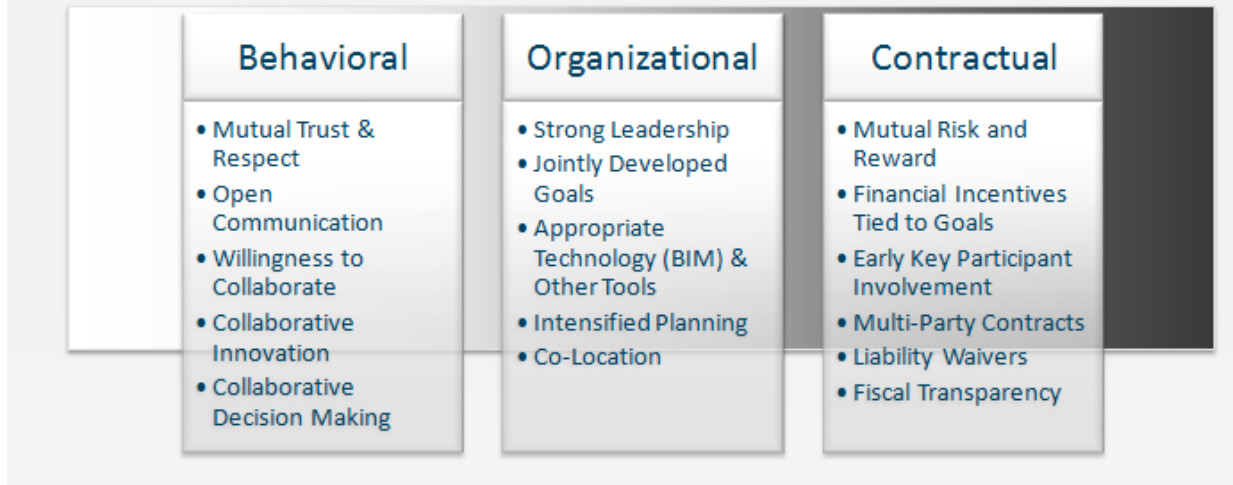 Behavioral
• Mutual Trust &
Respect
• Open
Communication
• Willingness to
Collaborate
• Collaborative
Innovation
• Collaborative
Decision Making
Organizational
• Strong Leadership
• Jointly Developed
Goals
• Appropriate
Technology (BIM) &
Other Tools
• Intensified Planning
• Co-Location
Contractual
• Mutual Risk and
Reward
• Financial Incentives
Tied to Goals
• Early Key Participant
Involvement
• Multi-Party Contracts
• Liability Waivers
• Fiscal Transparency